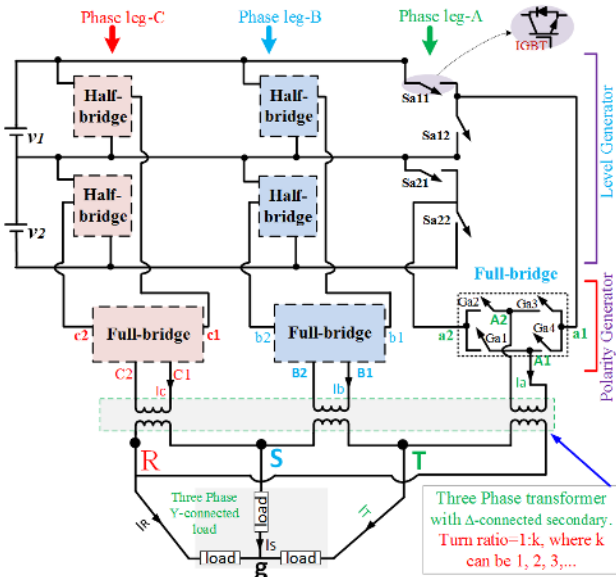 Phase leg-C
Phase leg-B
Phase leg-A
IGBT
Half-
bridge
Half-
bridge
Sa11
Sa12
V1
Level Generator
Half-
bridge
Half-
bridge
Sa21
Sa22
V2
Full-bridge
Ga2
Ga3
A2
c2
Full-bridge
c1
b2
Full-bridge
b1
a2
Ga1
Ga4
a1
A1
Polarity Generator
C2
C1
B2
B1
Ic
Ib
Ia
R
S
T
Three Phase
Y-connected
load
load
IR
IS
IT
load
load
g
Three Phase transformer
with Δ-connected secondary.
Turn ratio=1:k, where k
can be 1, 2, 3,...